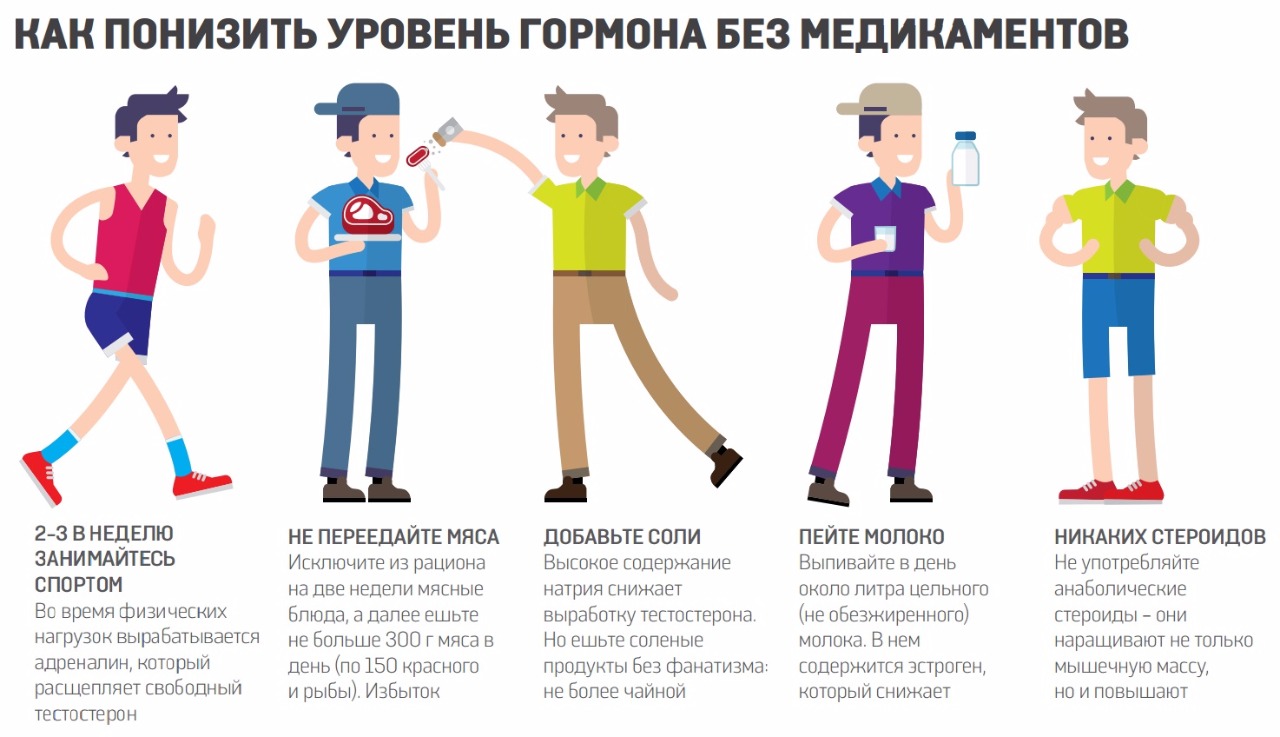 КАК ПОНИЗИТЬ УРОВЕНЬ ГОРМОНА БЕЗ МЕДИКАМЕНТОВ
2–3 В НЕДЕЛЮ
ЗАНИМАЙТЕСЬ
СПОРТОМ
Во время физических
нагрузок вырабатывается
адреналин, который
расщепляет свободный
тестостерон
НЕ ПЕРЕЕДАЙТЕ МЯСА
Исключите из рациона
на две недели мясные
блюда, а далее ешьте
не больше 300 г мяса в
день (по 150 красного
и рыбы). Избыток
ДОБАВЬТЕ СОЛИ
Высокое содержание
натрия снижает
выработку тестостерона.
Но ешьте соленые
продукты без фанатизма:
не более чайной
ПЕЙТЕ МОЛОКО
Выпивайте в день
около литра цельного
(не обезжиренного)
молока. В нем
содержится эстроген,
который снижает
НИКАКИХ СТЕРОИДОВ
Не употребляйте
анаболические
стероиды – они
наращивают не только
мышечную массу,
но и повышают